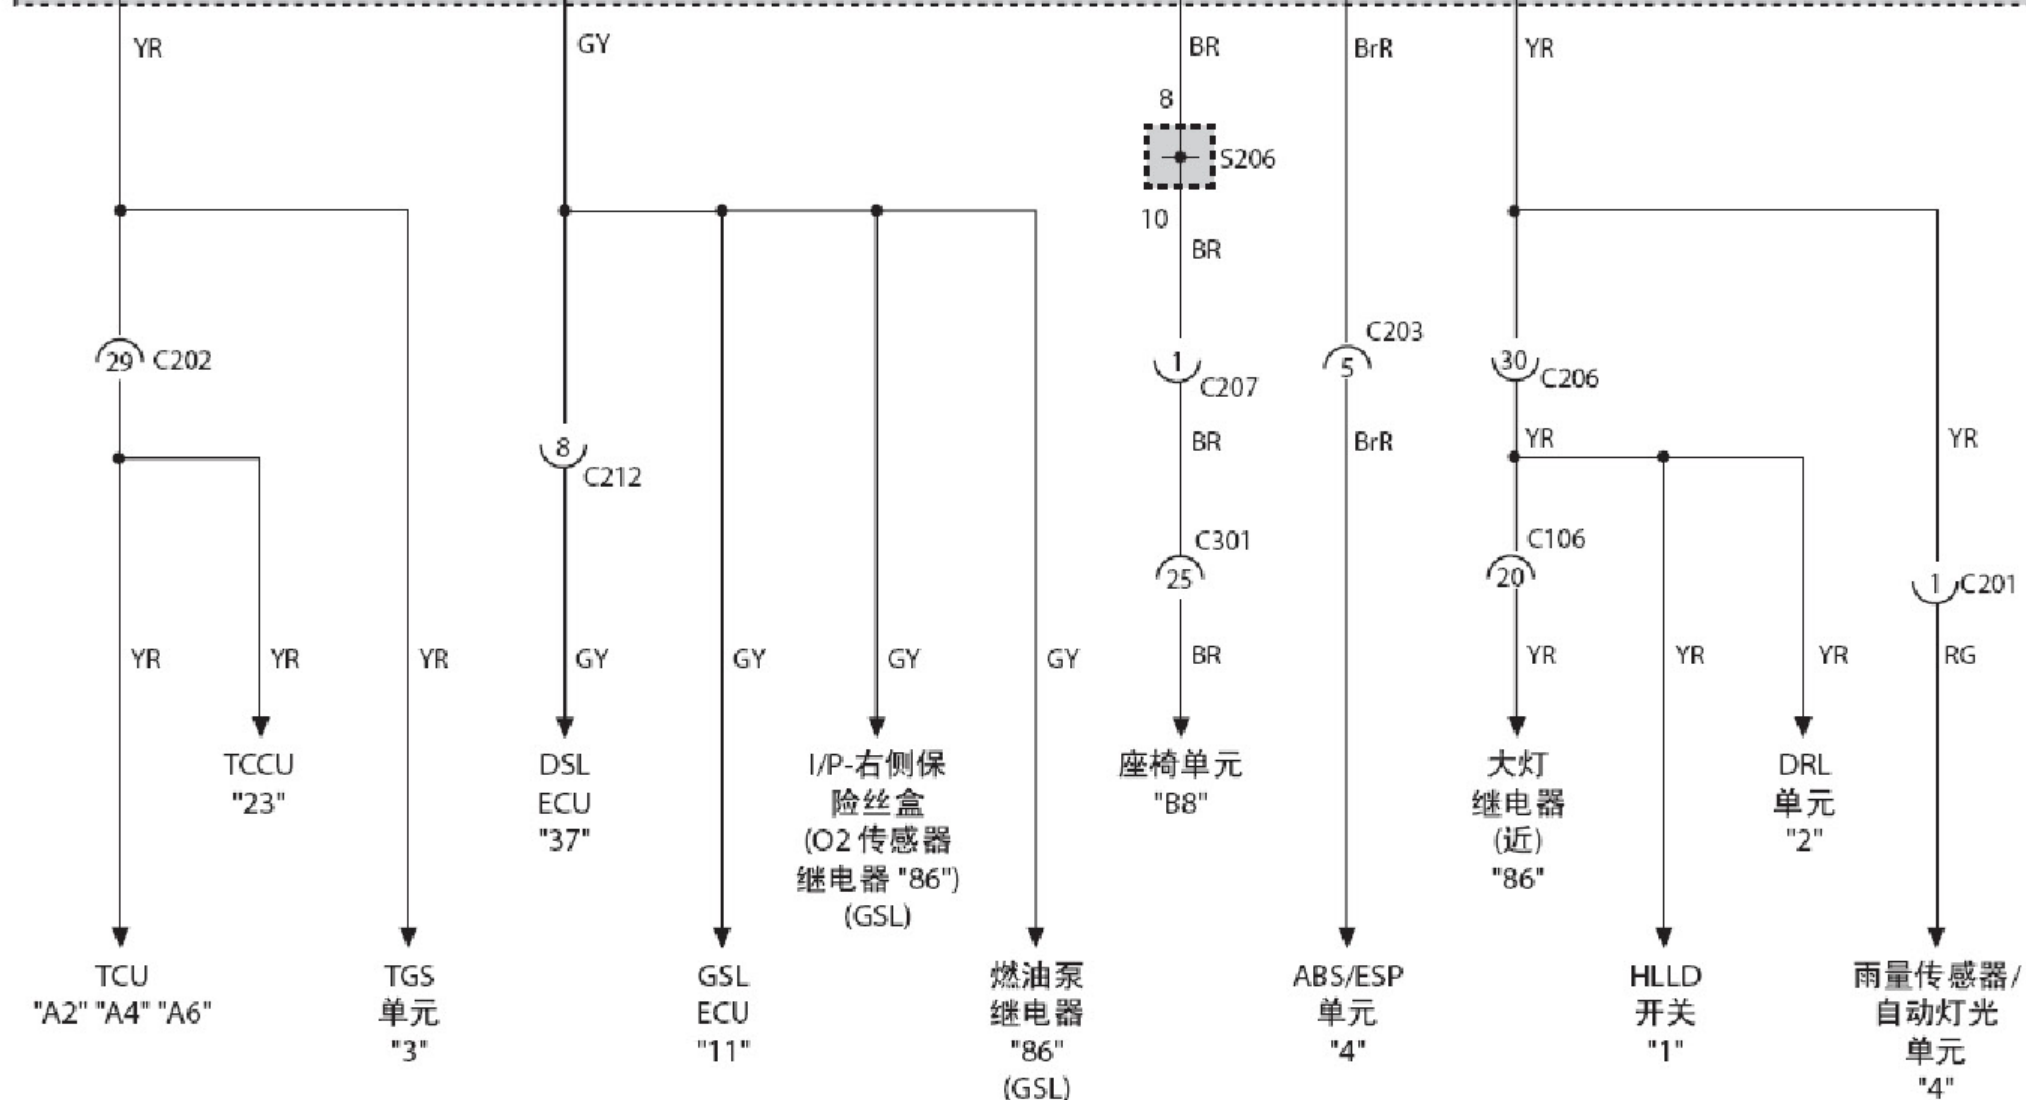 YR
GY
BR
BrR
YR
8
S206
10
BR
29
C202
8
C212
1
C207
C203
5
30
C206
BR
BrR
YR
YR
C301
25
C106
20
1
C201
YR
YR
YR
GY
GY
GY
GY
BR
YR
YR
YR
RG
TCCU
"23"
DSL
ECU
"37"
I/P-右侧保
险丝盒
(O2 传感器
继电器 "86")
(GSL)
座椅单元
"B8"
大灯
继电器
(近)
"86"
DRL
单元
"2"
TCU
"A2" "A4" "A6"
TGS
单元
"3"
GSL
ECU
"11"
燃油泵
继电器
"86"
(GSL)
ABS/ESP
单元
"4"
HLLD
开关
"1"
雨量传感器/
自动灯光
单元
"4"